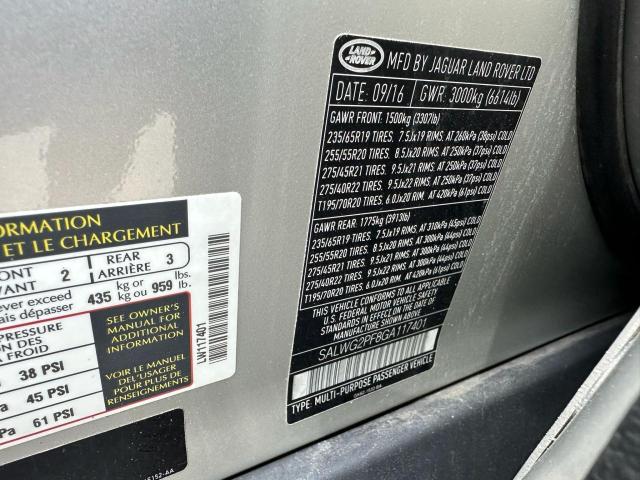 LAND
ROVER
MFD BY JAGUAR LAND ROVER LTD
DATE: 09/16 GWR: 3000kg (6614lb)
GAWR FRONT: 1500kg (3307lb)
235/65R19 TIRES. 7.5Jx19 RIMS. AT 260kPa (38psi) COLD
255/55R20 TIRES. 8.5Jx20 RIMS. AT 250kPa (37psi) COLD
275/45R21 TIRES. 9.5Jx21 RIMS. AT 250kPa (37psi) COLD
275/40R22 TIRES. 9.5Jx22 RIMS. AT 250kPa (37psi) COLD
T195/70R20 TIRES. 6.0Jx20 RIM. AT 420kPa (61psi) COLD
GAWR REAR: 1775kg (3913lb)
235/65R19 TIRES. 7.5Jx19 RIMS. AT 310kPa (45psi) COLD
255/55R20 TIRES. 8.5Jx20 RIMS. AT 300kPa (44psi) COLD
275/45R21 TIRES. 9.5Jx21 RIMS. AT 300kPa (44psi) COLD
275/40R22 TIRES. 9.5Jx22 RIMS. AT 300kPa (44psi) COLD
T195/70R20 TIRES. 6.0Jx20 RIM. AT 420kPa (61psi) COLD
THIS VEHICLE CONFORMS TO ALL APPLICABLE
U.S. FEDERAL MOTOR VEHICLE SAFETY
STANDARDS IN EFFECT ON THE DATE OF
MANUFACTURE SHOWN ABOVE.
SALWG2PF8GA117401
TYPE: MULTI-PURPOSE PASSENGER VEHICLE
FORMATION
ET LE CHARGEMENT
ONT 2 REAR 3
VANT ARRIÈRE
ever exceed 435 kg or 959 lbs.
is dépasser kg ou lb.
PRESSURE
ON DES
A FROID
38 PSI
a 45 PSI
Pa 61 PSI
SEE OWNER'S
MANUAL FOR
ADDITIONAL
INFORMATION
VOIR LE MANUEL
DE L'USAGER
POUR PLUS DE
RENSEIGNEMENTS
LW117401